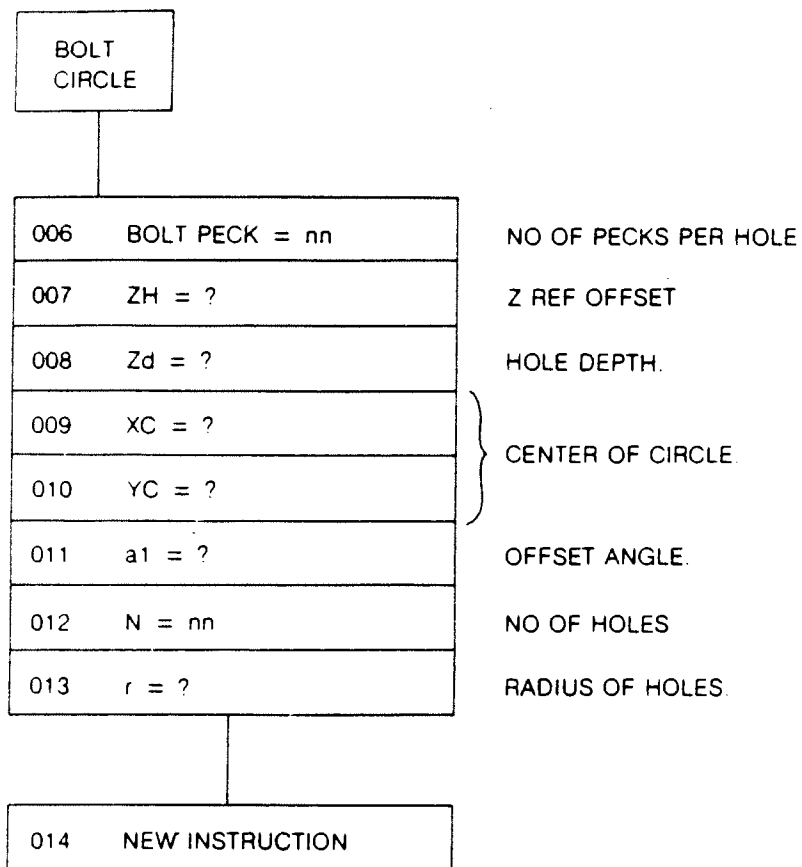 BOLT
CIRCLE
006 BOLT PECK = nn NO OF PECKS PER HOLE
007 ZH = ? Z REF OFFSET
008 Zd = ? HOLE DEPTH.
009 XC = ?
CENTER OF CIRCLE.
010 YC = ?
011 a1 = ? OFFSET ANGLE.
012 N = nn NO OF HOLES
013 r = ? RADIUS OF HOLES.
014 NEW INSTRUCTION